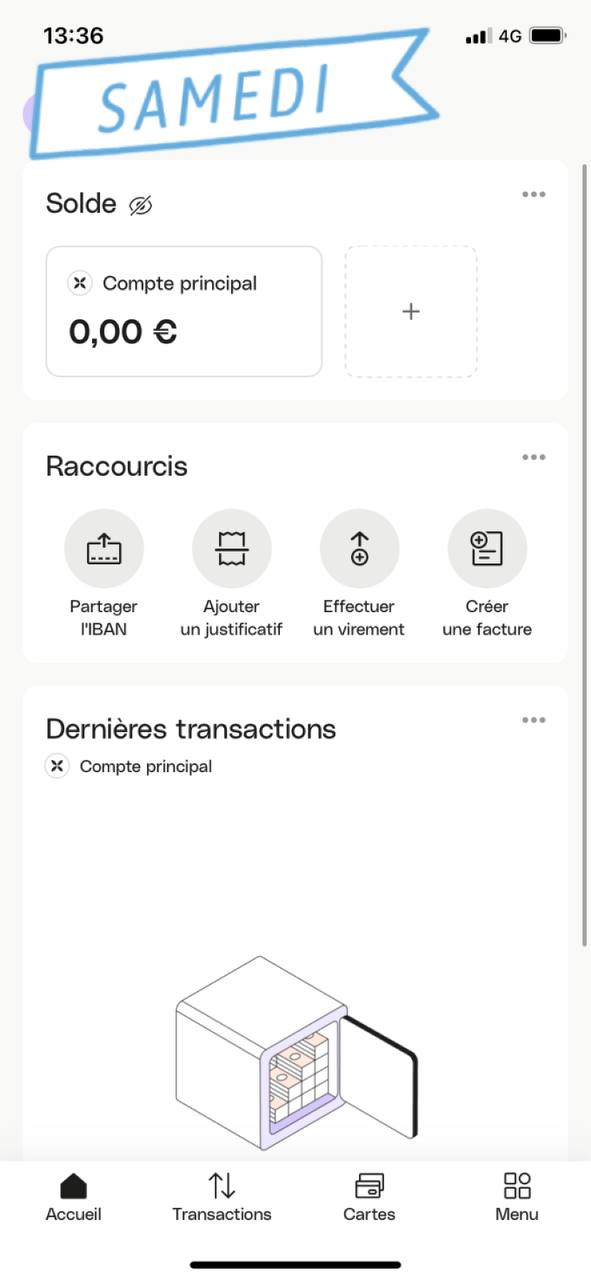 13:36
4G
SAMEDI
Solde
Compte principal
0,00 €
+
Raccourcis
Partager
l'IBAN
Ajouter
un justificatif
Effectuer
un virement
Créer
une facture
Dernières transactions
Compte principal
Accueil
Transactions
Cartes
Menu